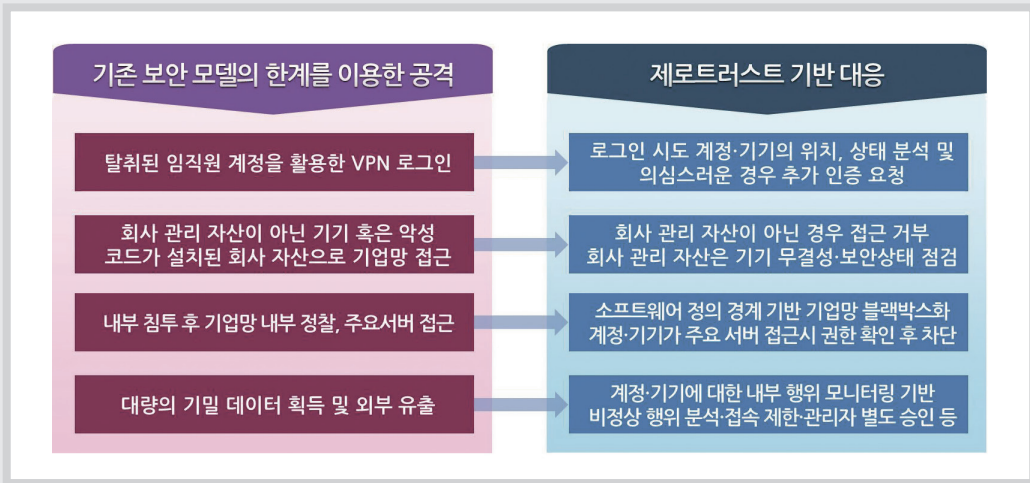 기존 보안 모델의 한계를 이용한 공격
탈취된 임직원 계정을 활용한 VPN 로그인
회사 관리 자산이 아닌 기기 혹은 악성
코드가 설치된 회사 자산으로 기업망 접근
내부 침투 후 기업망 내부 정찰, 주요서버 접근
대량의 기밀 데이터 획득 및 외부 유출
제로트러스트 기반 대응
로그인 시도 계정·기기의 위치, 상태 분석 및
의심스러운 경우 추가 인증 요청
회사 관리 자산이 아닌 경우 접근 거부
회사 관리 자산은 기기 무결성·보안상태 점검
소프트웨어 정의 경계 기반 기업망 블랙박스화
계정·기기가 주요 서버 접근시 권한 확인 후 차단
계정·기기에 대한 내부 행위 모니터링 기반
비정상 행위 분석·접속 제한·관리자 별도 승인 등